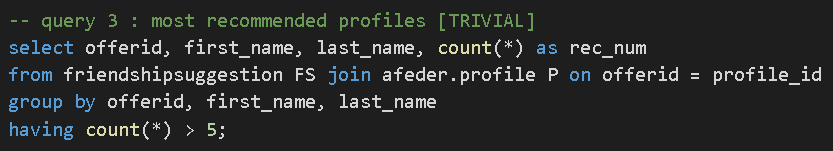 -- query 3 : most recommended profiles [TRIVIAL]
select offerid, first_name, last_name, count(*) as rec_num
from friendshipsuggestion FS join afeder.profile P on offerid = profile_id
group by offerid, first_name, last_name
having count(*) > 5;